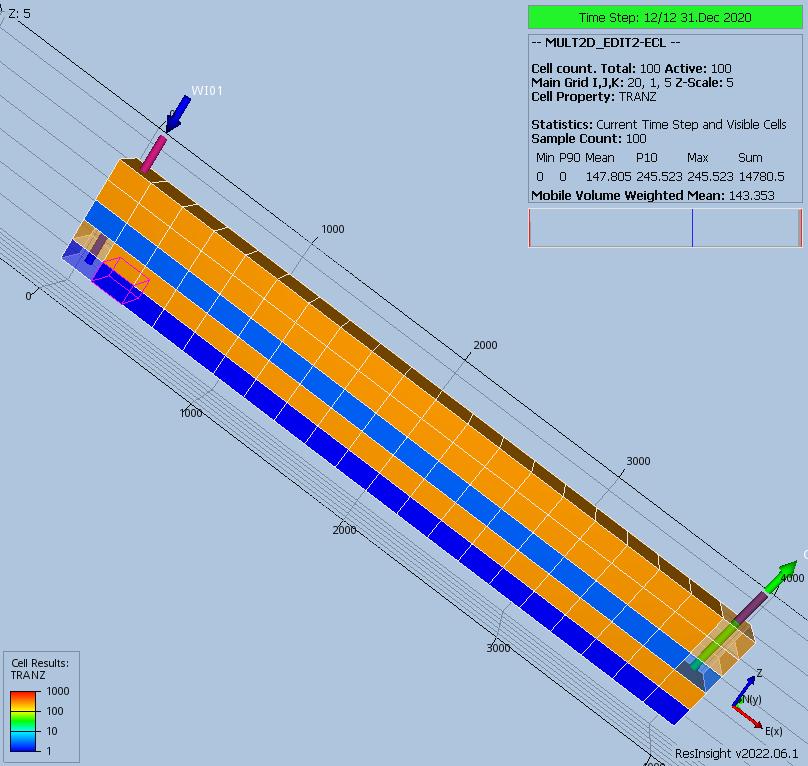 Z: 5
Time Step: 12/12 31.Dec 2020
-- MULT2D_EDIT2-ECL --
Cell count. Total: 100 Active: 100
Main Grid I,J,K: 20, 1, 5 Z-Scale: 5
Cell Property: TRANZ
Statistics: Current Time Step and Visible Cells
Sample Count: 100
Min P90 Mean P10 Max Sum
0 0 147.805 245.523 245.523 14780.5
Mobile Volume Weighted Mean: 143.353
WI01
1000
0
2000
1000
3000
2000
4000
3000
Z
N(y)
E(x)
Cell Results:
TRANZ
1000
100
10
1
ResInsight v2022.06.1